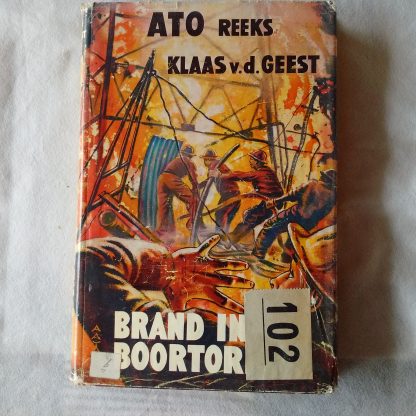 ATO REEKS
KLAAS v.d. GEEST
BRAND IN
BOORTOR
102